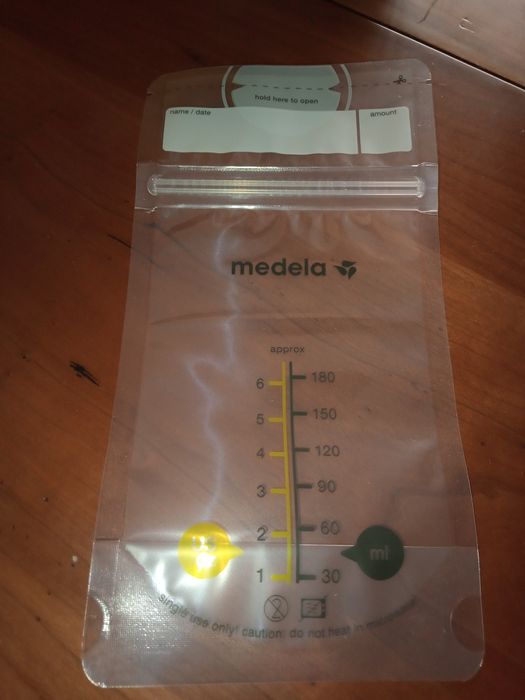 hold here to open
name / date
amount
medela
approx
6 180
5 150
4 120
3 90
2 60
ml
1 30
single use only! caution: do not heat in